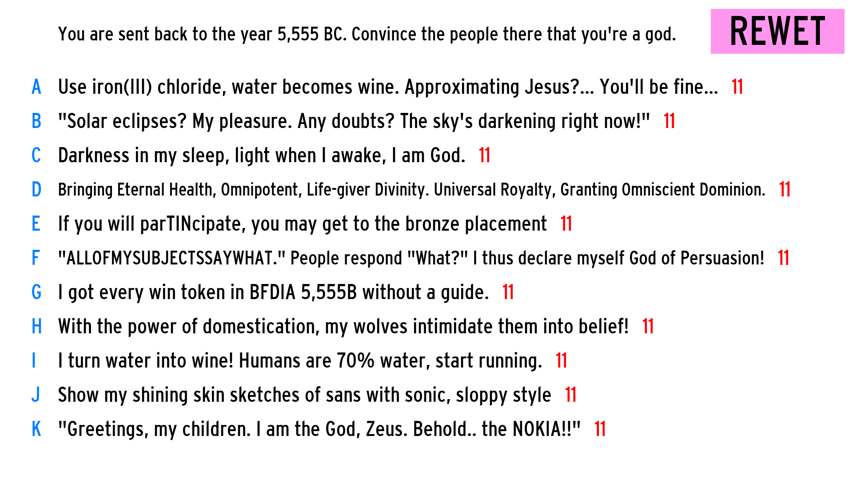 You are sent back to the year 5,555 BC. Convince the people there that you're a god.
REWET
A Use iron(III) chloride, water becomes wine. Approximating Jesus?... You'll be fine... 11
B "Solar eclipses? My pleasure. Any doubts? The sky's darkening right now!" 11
C Darkness in my sleep, light when I awake, I am God. 11
D Bringing Eternal Health, Omnipotent, Life-giver Divinity. Universal Royalty, Granting Omniscient Dominion. 11
E If you will parTINcipate, you may get to the bronze placement 11
F "ALLOFMYSUBJECTSSAYWHAT." People respond "What?" I thus declare myself God of Persuasion! 11
G I got every win token in BFDIA 5,555B without a guide. 11
H With the power of domestication, my wolves intimidate them into belief! 11
I I turn water into wine! Humans are 70% water, start running. 11
J Show my shining skin sketches of sans with sonic, sloppy style 11
K "Greetings, my children. I am the God, Zeus. Behold.. the NOKIA!!" 11